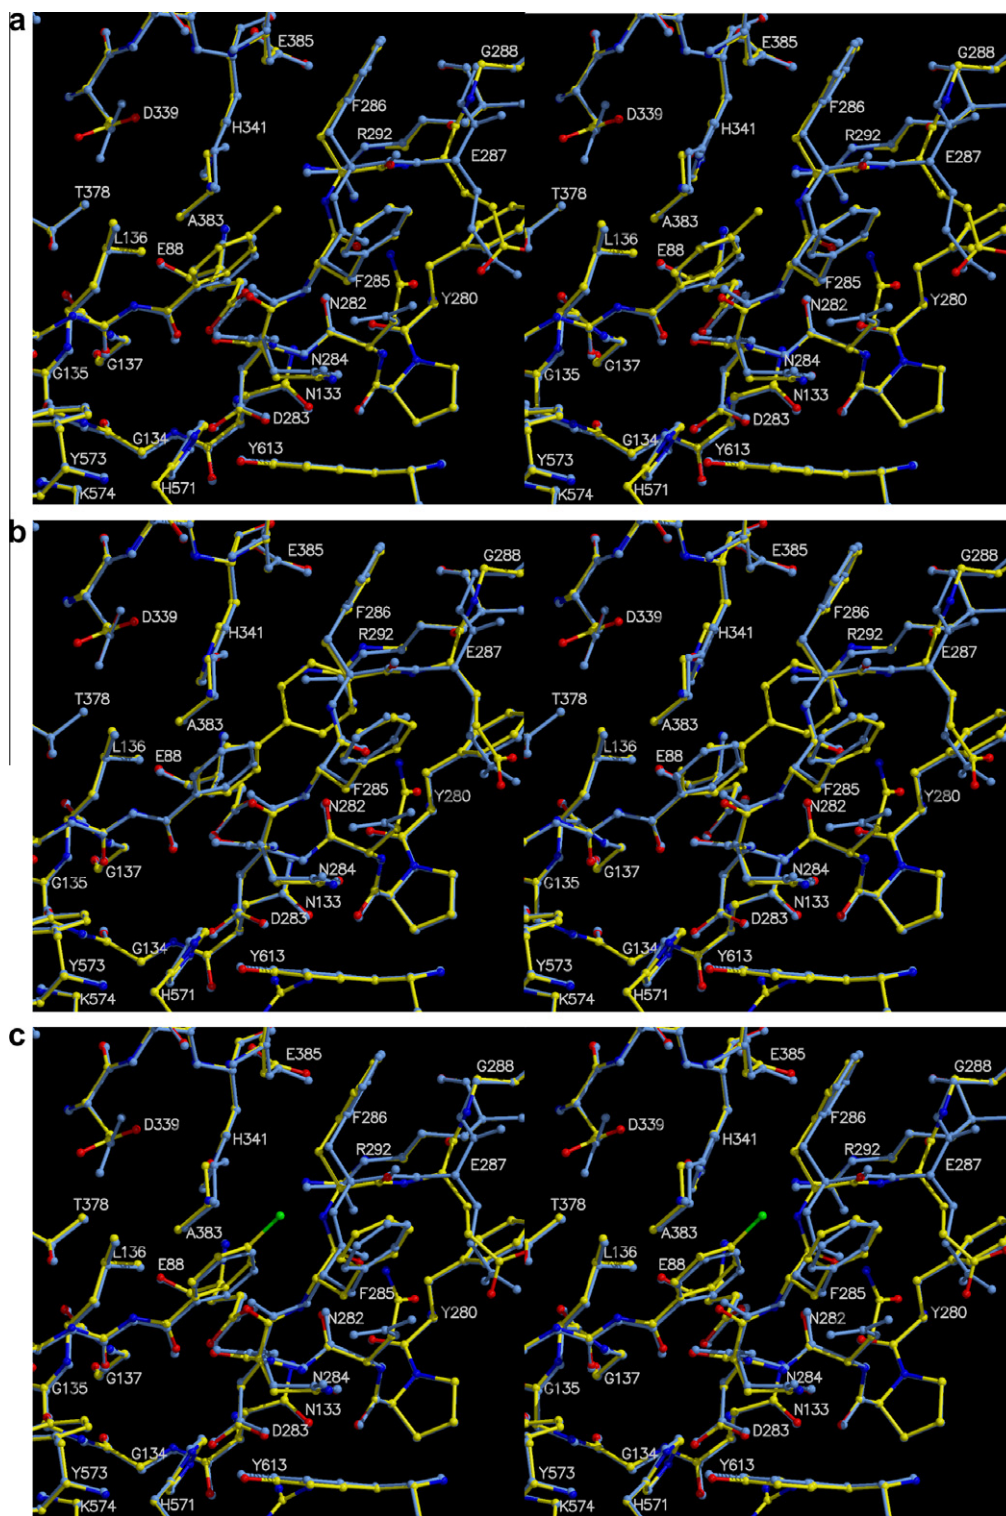 a
E385 G288 E385 G288
D339 F286 D339 F286
H341 R292 E287 H341 R292 E287
T378 T378
A383 A383
L136 E88 L136 E88
F285 Y280 F285 Y280
N282 N282
G137 N284 G137 N284
G135 N133 G135 N133
D283 D283
G134 Y613 G134 Y613
Y573 Y573
K574 H571 K574 H571
b
E385 G288 E385 G288
D339 F286 D339 F286
H341 R292 E287 H341 R292 E287
T378 T378
A383 A383
L136 E88 L136 E88
F285 Y280 F285 Y280
N282 N282
G137 N284 G137 N284
G135 N133 G135 N133
D283 D283
G134 Y613 G134 Y613
Y573 Y573
K574 H571 K574 H571
c
E385 G288 E385 G288
D339 F286 D339 F286
H341 R292 E287 H341 R292 E287
T378 T378
A383 A383
L136 E88 L136 E88
F285 Y280 F285 Y280
N282 N282
G137 N284 G137 N284
G135 N133 G135 N133
D283 D283
G134 Y613 G134 Y613
Y573 Y573
K574 H571 K574 H571